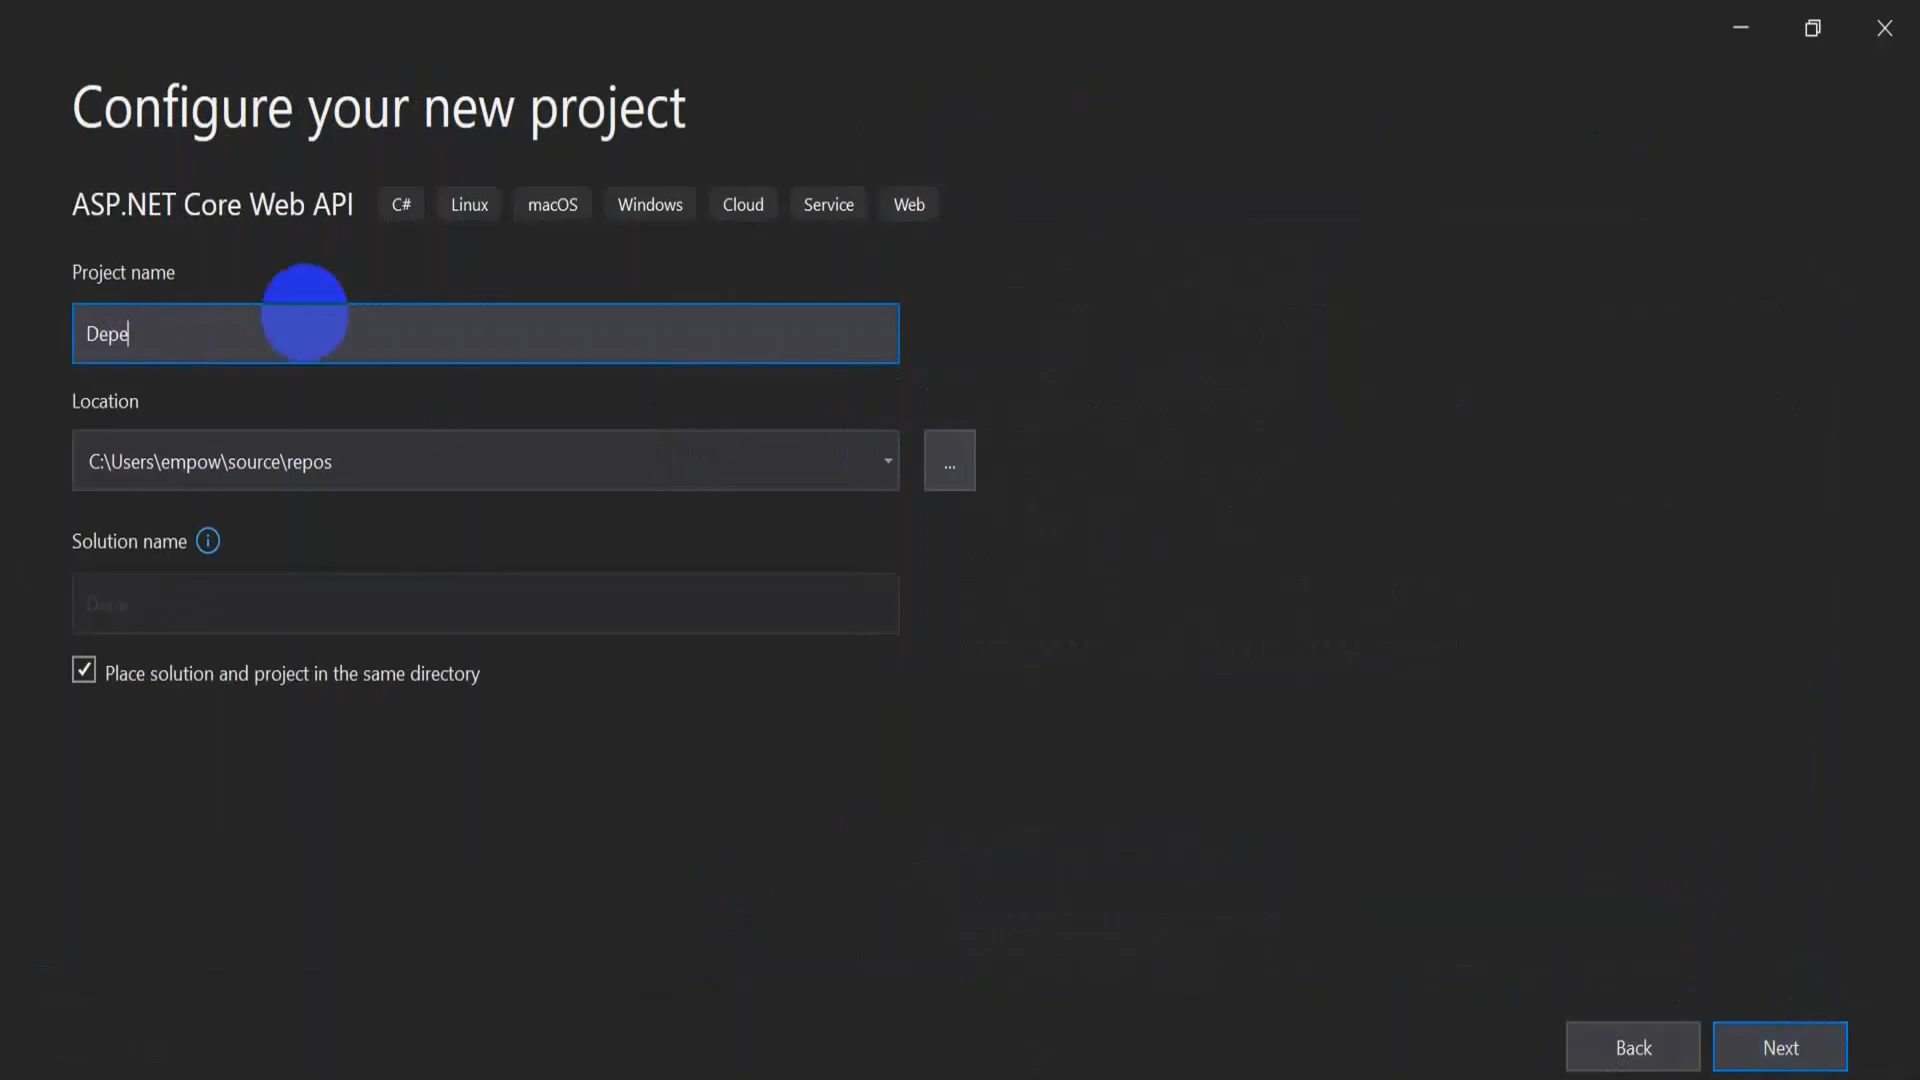 Configure your new project
ASP.NET Core Web API C# Linux macOS Windows Cloud Service Web
Project name
Depe
Location
C:\Users\empow\source\repos
...
Solution name
Place solution and project in the same directory
Back Next